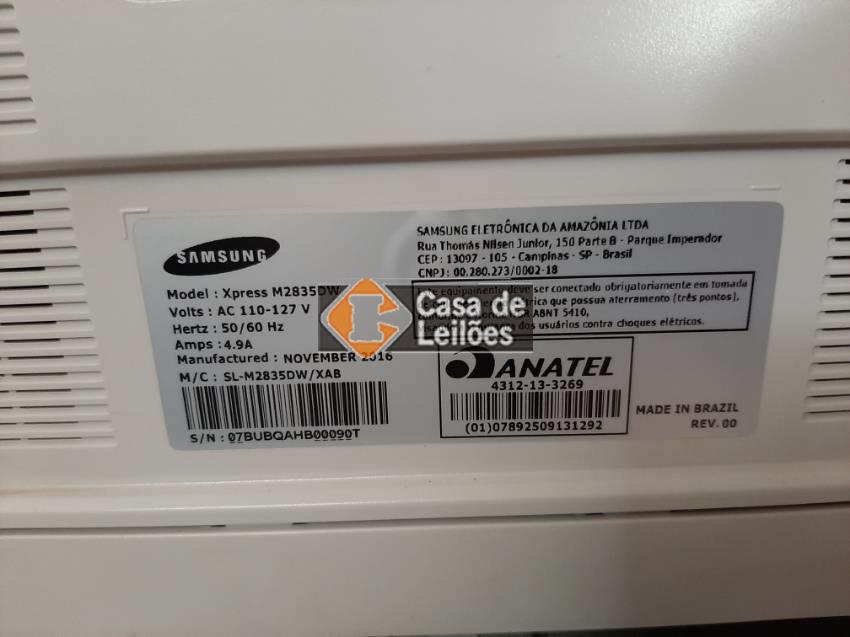 SAMSUNG
Model : Xpress M2835DW
Volts : AC 110-127 V
Hertz : 50/60 Hz
Amps : 4.9A
Manufactured : NOVEMBER 2016
M/C : SL-M2835DW/XAB
S/N : 07BUBQAHB00090T
SAMSUNG ELETRÔNICA DA AMAZÔNIA LTDA
Rua Thomás Nilsen Junior, 150 Parte B - Parque Imperador
CEP : 13097 - 105 - Campinas - SP - Brasil
CNPJ : 00.280.273/0002-18
equipamento deve ser conectado obrigatoriamente em tomada
que possua aterramento (três pontos),
ABNT 5410,
dos usuários contra choques elétricos.
Casa de
Leilões
ANATEL
4312-13-3269
(01)07892509131292
MADE IN BRAZIL
REV. 00